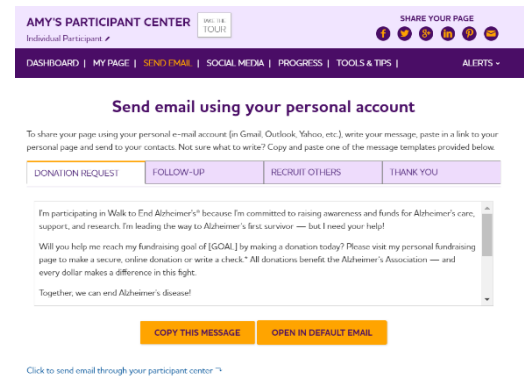 AMY'S PARTICIPANT CENTER
TAKE THE
TOUR
SHARE YOUR PAGE
Individual Participant
DASHBOARD | MY PAGE | SEND EMAIL | SOCIAL MEDIA | PROGRESS | TOOLS & TIPS | ALERTS
Send email using your personal account
To share your page using your personal e-mail account (in Gmail, Outlook, Yahoo, etc.), write your message, paste in a link to your
personal page and send to your contacts. Not sure what to write? Copy and paste one of the message templates provided below.
DONATION REQUEST FOLLOW-UP RECRUIT OTHERS THANK YOU
I'm participating in Walk to End Alzheimer's® because I'm committed to raising awareness and funds for Alzheimer's care,
support, and research. I'm leading the way to Alzheimer's first survivor — but I need your help!
Will you help me reach my fundraising goal of [GOAL] by making a donation today? Please visit my personal fundraising
page to make a secure, online donation or write a check.* All donations benefit the Alzheimer's Association — and
every dollar makes a difference in this fight.
Together, we can end Alzheimer's disease!
COPY THIS MESSAGE OPEN IN DEFAULT EMAIL
Click to send email through your participant center